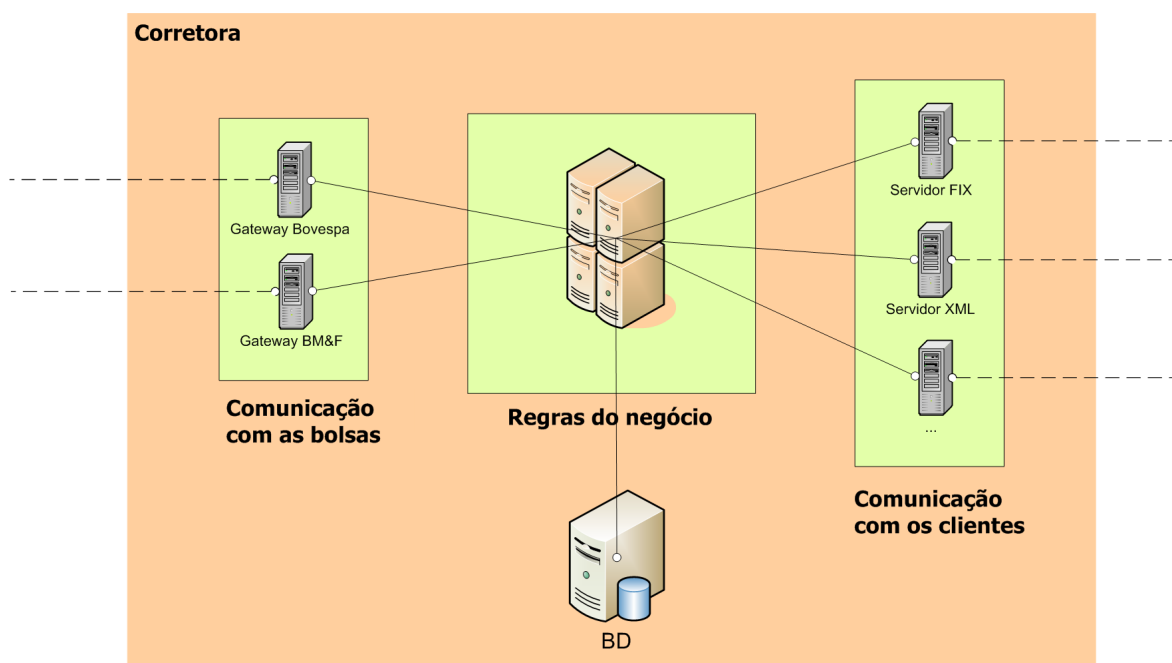 Corretora
Gateway Bovespa
Gateway BM&F
Comunicação
com as bolsas
Regras do negócio
BD
Servidor FIX
Servidor XML
...
Comunicação
com os clientes